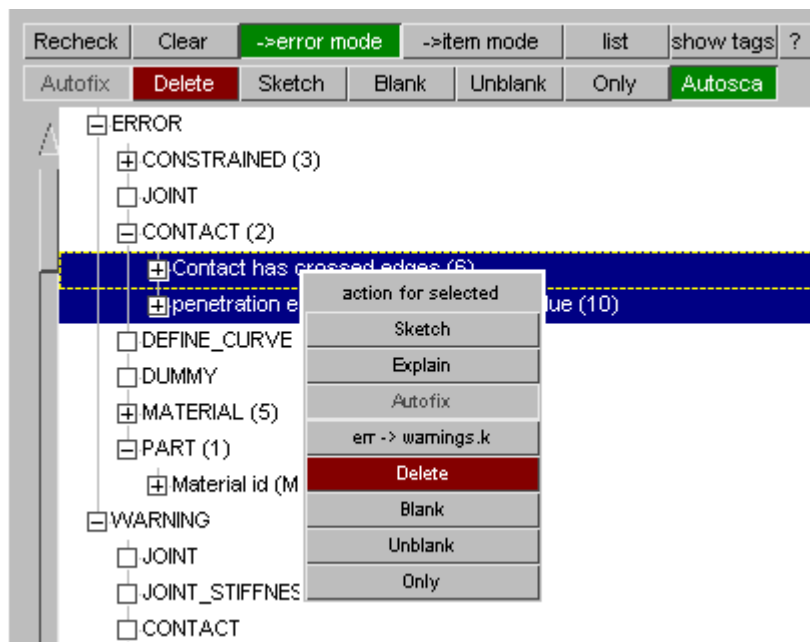 Recheck Clear ->error mode ->item mode list show tags ?
Autofix Delete Sketch Blank Unblank Only Autosca
ERROR
CONSTRAINED (3)
JOINT
CONTACT (2)
Contact has crossed edges (6)
penetration e lue (10)
DEFINE_CURVE
DUMMY
MATERIAL (5)
PART (1)
Material id (M
WARNING
JOINT
JOINT_STIFFNES
CONTACT
action for selected
Sketch
Explain
Autofix
err -> warnings.k
Delete
Blank
Unblank
Only